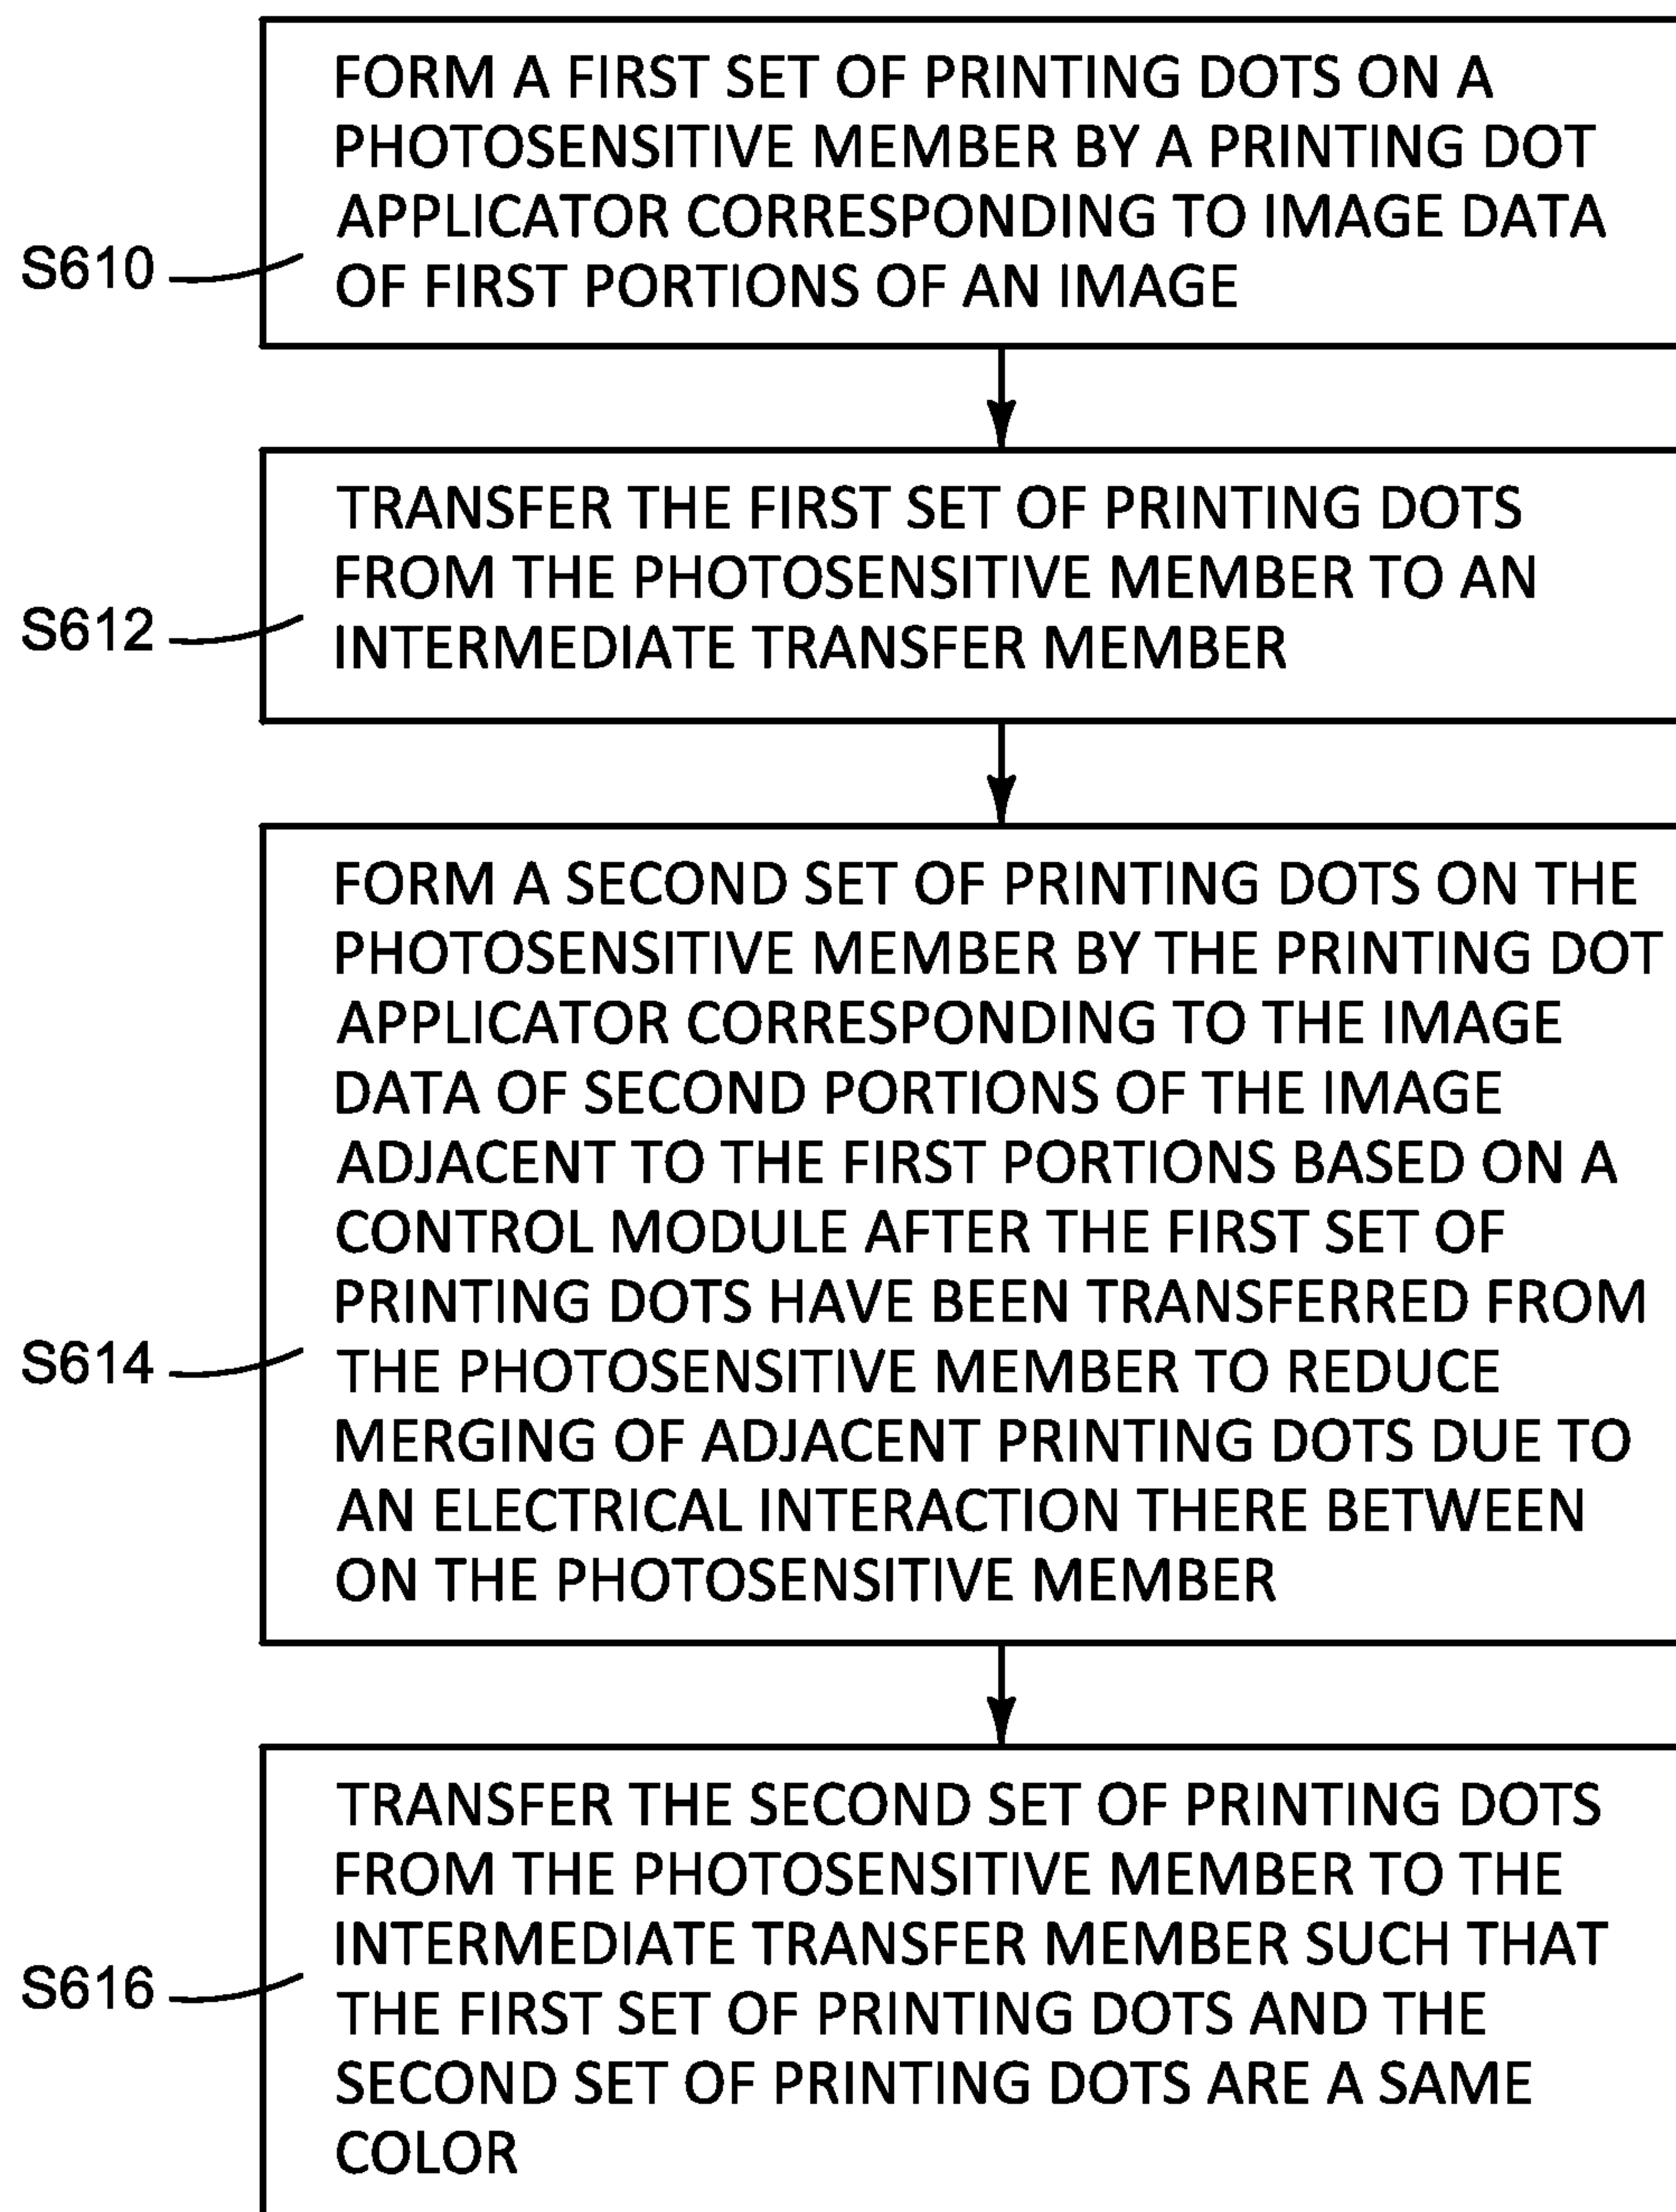 FORM A FIRST SET OF PRINTING DOTS ON A
PHOTOSENSITIVE MEMBER BY A PRINTING DOT
APPLICATOR CORRESPONDING TO IMAGE DATA
OF FIRST PORTIONS OF AN IMAGE
S610
TRANSFER THE FIRST SET OF PRINTING DOTS
FROM THE PHOTOSENSITIVE MEMBER TO AN
INTERMEDIATE TRANSFER MEMBER
S612
FORM A SECOND SET OF PRINTING DOTS ON THE
PHOTOSENSITIVE MEMBER BY THE PRINTING DOT
APPLICATOR CORRESPONDING TO THE IMAGE
DATA OF SECOND PORTIONS OF THE IMAGE
ADJACENT TO THE FIRST PORTIONS BASED ON A
CONTROL MODULE AFTER THE FIRST SET OF
PRINTING DOTS HAVE BEEN TRANSFERRED FROM
THE PHOTOSENSITIVE MEMBER TO REDUCE
MERGING OF ADJACENT PRINTING DOTS DUE TO
AN ELECTRICAL INTERACTION THERE BETWEEN
ON THE PHOTOSENSITIVE MEMBER
S614
TRANSFER THE SECOND SET OF PRINTING DOTS
FROM THE PHOTOSENSITIVE MEMBER TO THE
INTERMEDIATE TRANSFER MEMBER SUCH THAT
THE FIRST SET OF PRINTING DOTS AND THE
SECOND SET OF PRINTING DOTS ARE A SAME
COLOR
S616